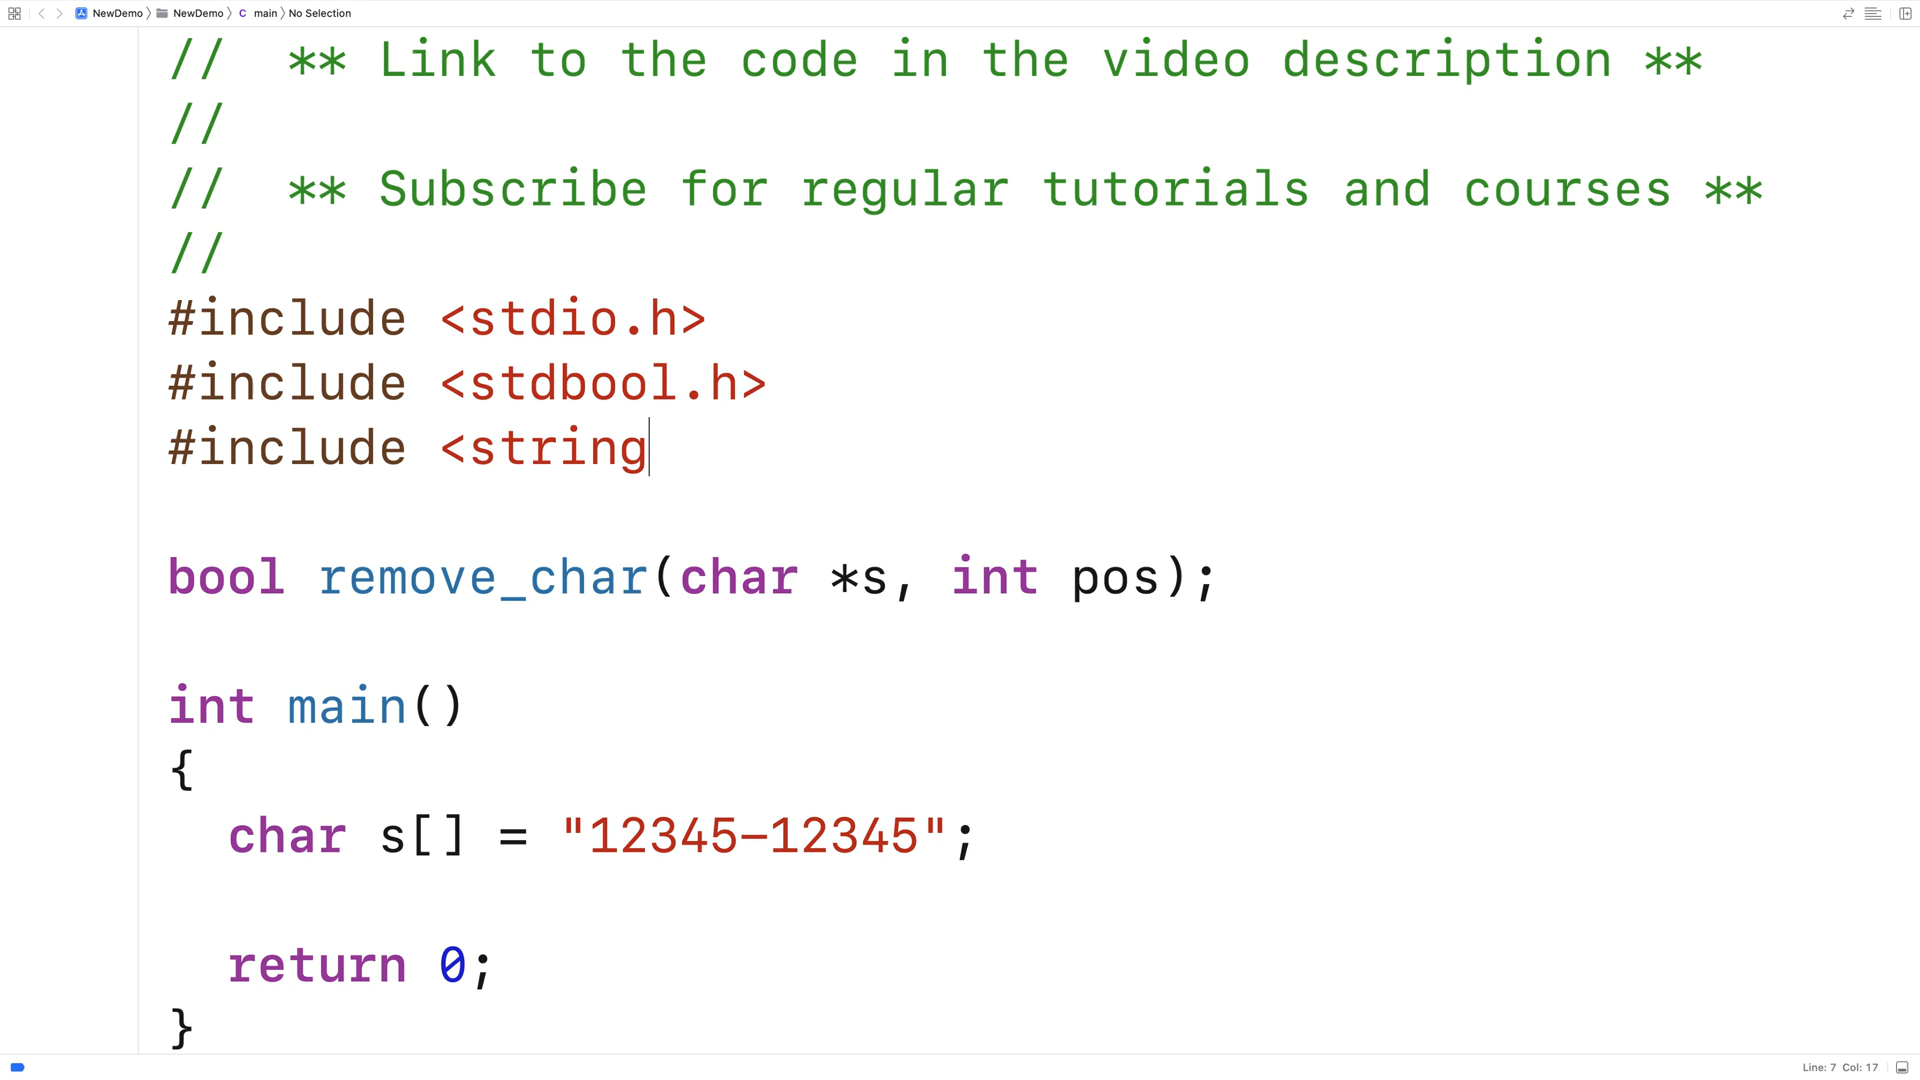 NewDemo 〉 NewDemo 〉 C main 〉 No Selection
//  ** Link to the code in the video description **
//
//  ** Subscribe for regular tutorials and courses **
//
#include <stdio.h>
#include <stdbool.h>
#include <string
bool remove_char(char *s, int pos);
int main()
{
  char s[] = "12345-12345";
  return 0;
}
Line: 7 Col: 17